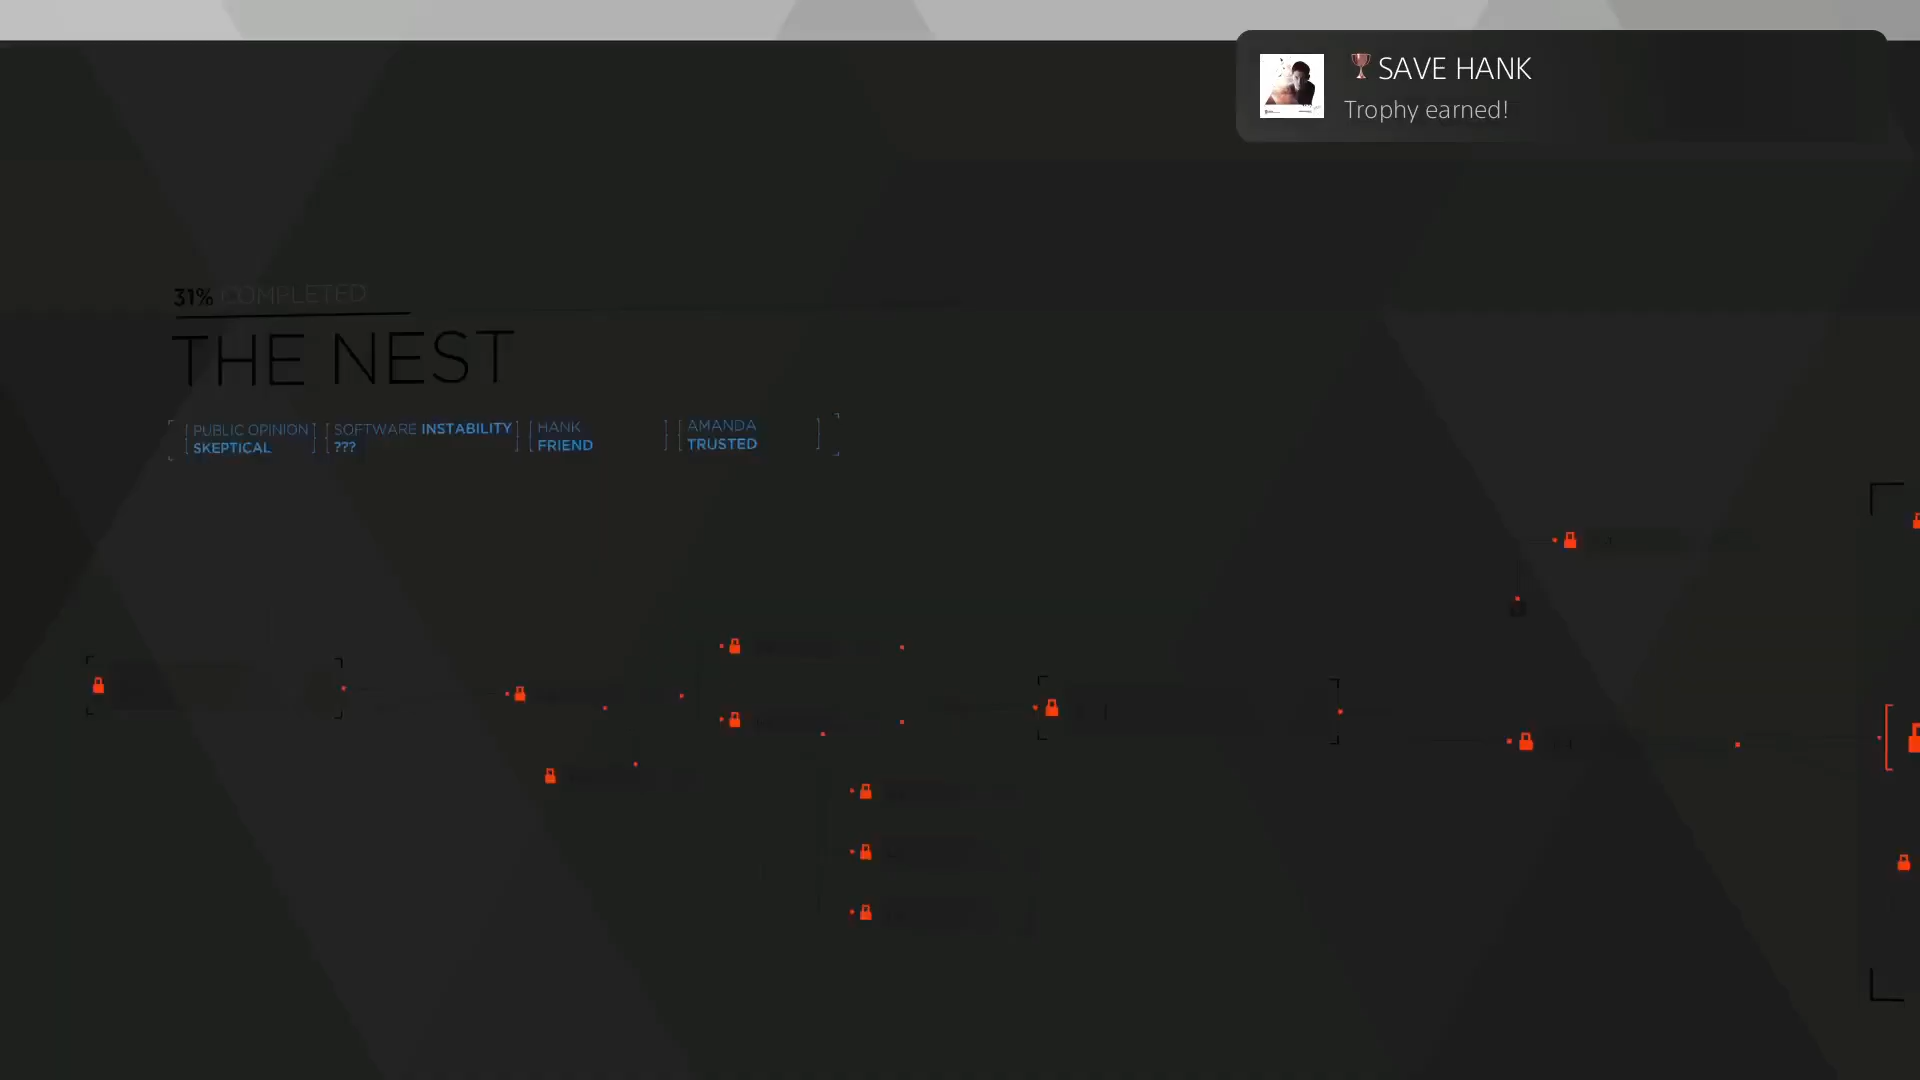 SAVE HANK
Trophy earned!
31% COMPLETED
THE NEST
PUBLIC OPINION
SKEPTICAL
SOFTWARE INSTABILITY
???
HANK
FRIEND
AMANDA
TRUSTED